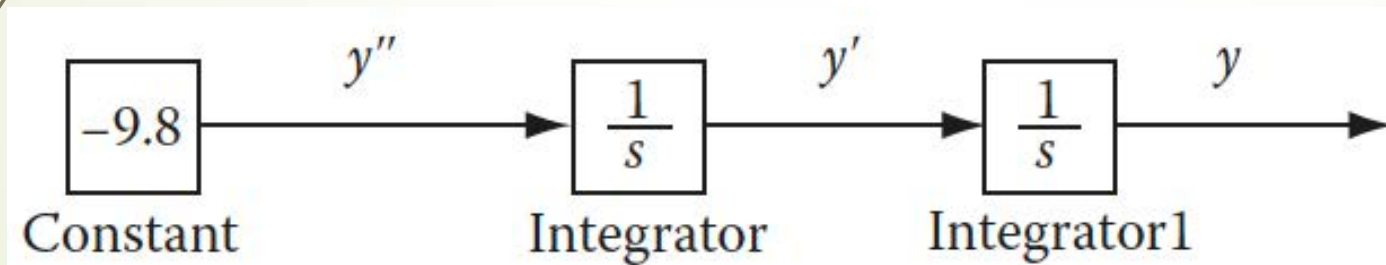 y″ y′ y
–9.8 1/s 1/s
Constant Integrator Integrator1